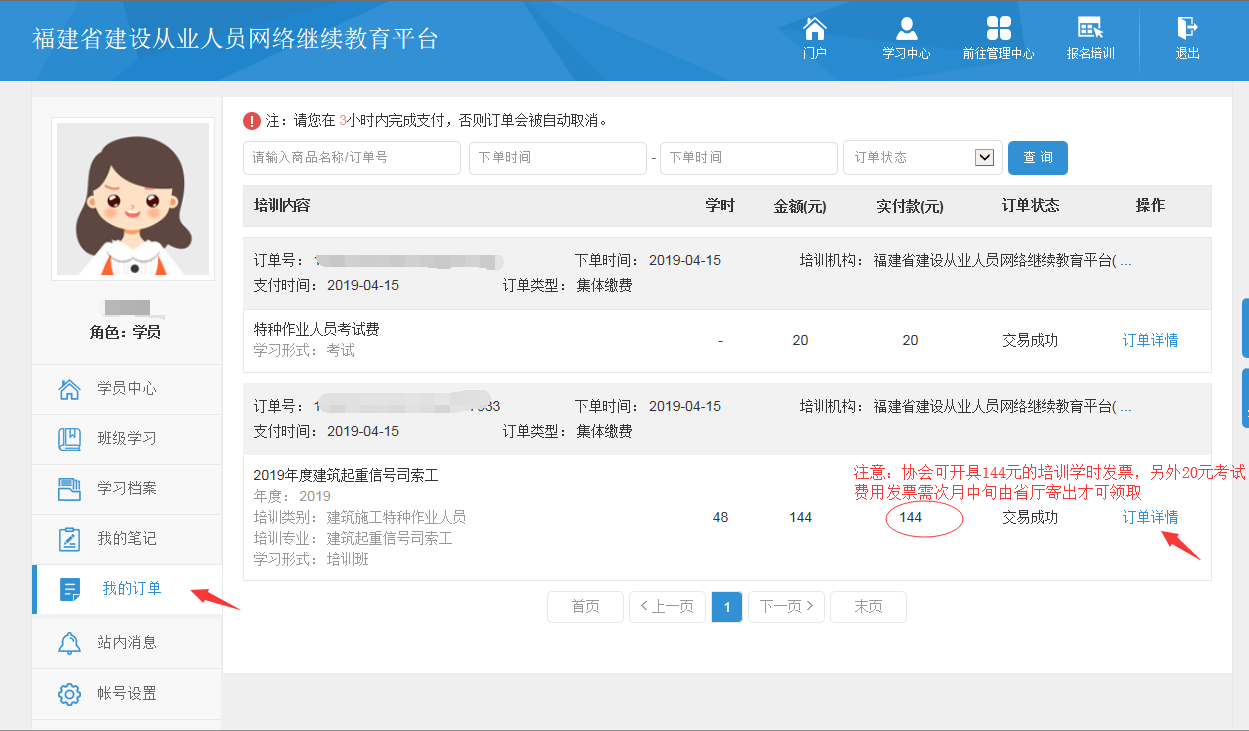 福建省建设从业人员网络继续教育平台
门户
学习中心
前往管理中心
报名培训
退出
注：请您在 3小时内完成支付，否则订单会被自动取消。
请输入商品名称/订单号
下单时间
-
下单时间
订单状态
查 询
培训内容 学时 金额(元) 实付款(元) 订单状态 操作
订单号： 下单时间： 2019-04-15 培训机构： 福建省建设从业人员网络继续教育平台( ...
支付时间： 2019-04-15 订单类型： 集体缴费
特种作业人员考试费
学习形式： 考试
- 20 20 交易成功 订单详情
订单号： 下单时间： 2019-04-15 培训机构： 福建省建设从业人员网络继续教育平台( ...
支付时间： 2019-04-15 订单类型： 集体缴费
2019年度建筑起重信号司索工
年度： 2019
培训类别： 建筑施工特种作业人员
培训专业： 建筑起重信号司索工
学习形式： 培训班
注意：协会可开具144元的培训学时发票，另外20元考试
费用发票需次月中旬由省厅寄出才可领取
48 144 144 交易成功 订单详情
首页 上一页 1 下一页 末页
角色：学员
学员中心
班级学习
学习档案
我的笔记
我的订单
站内消息
帐号设置